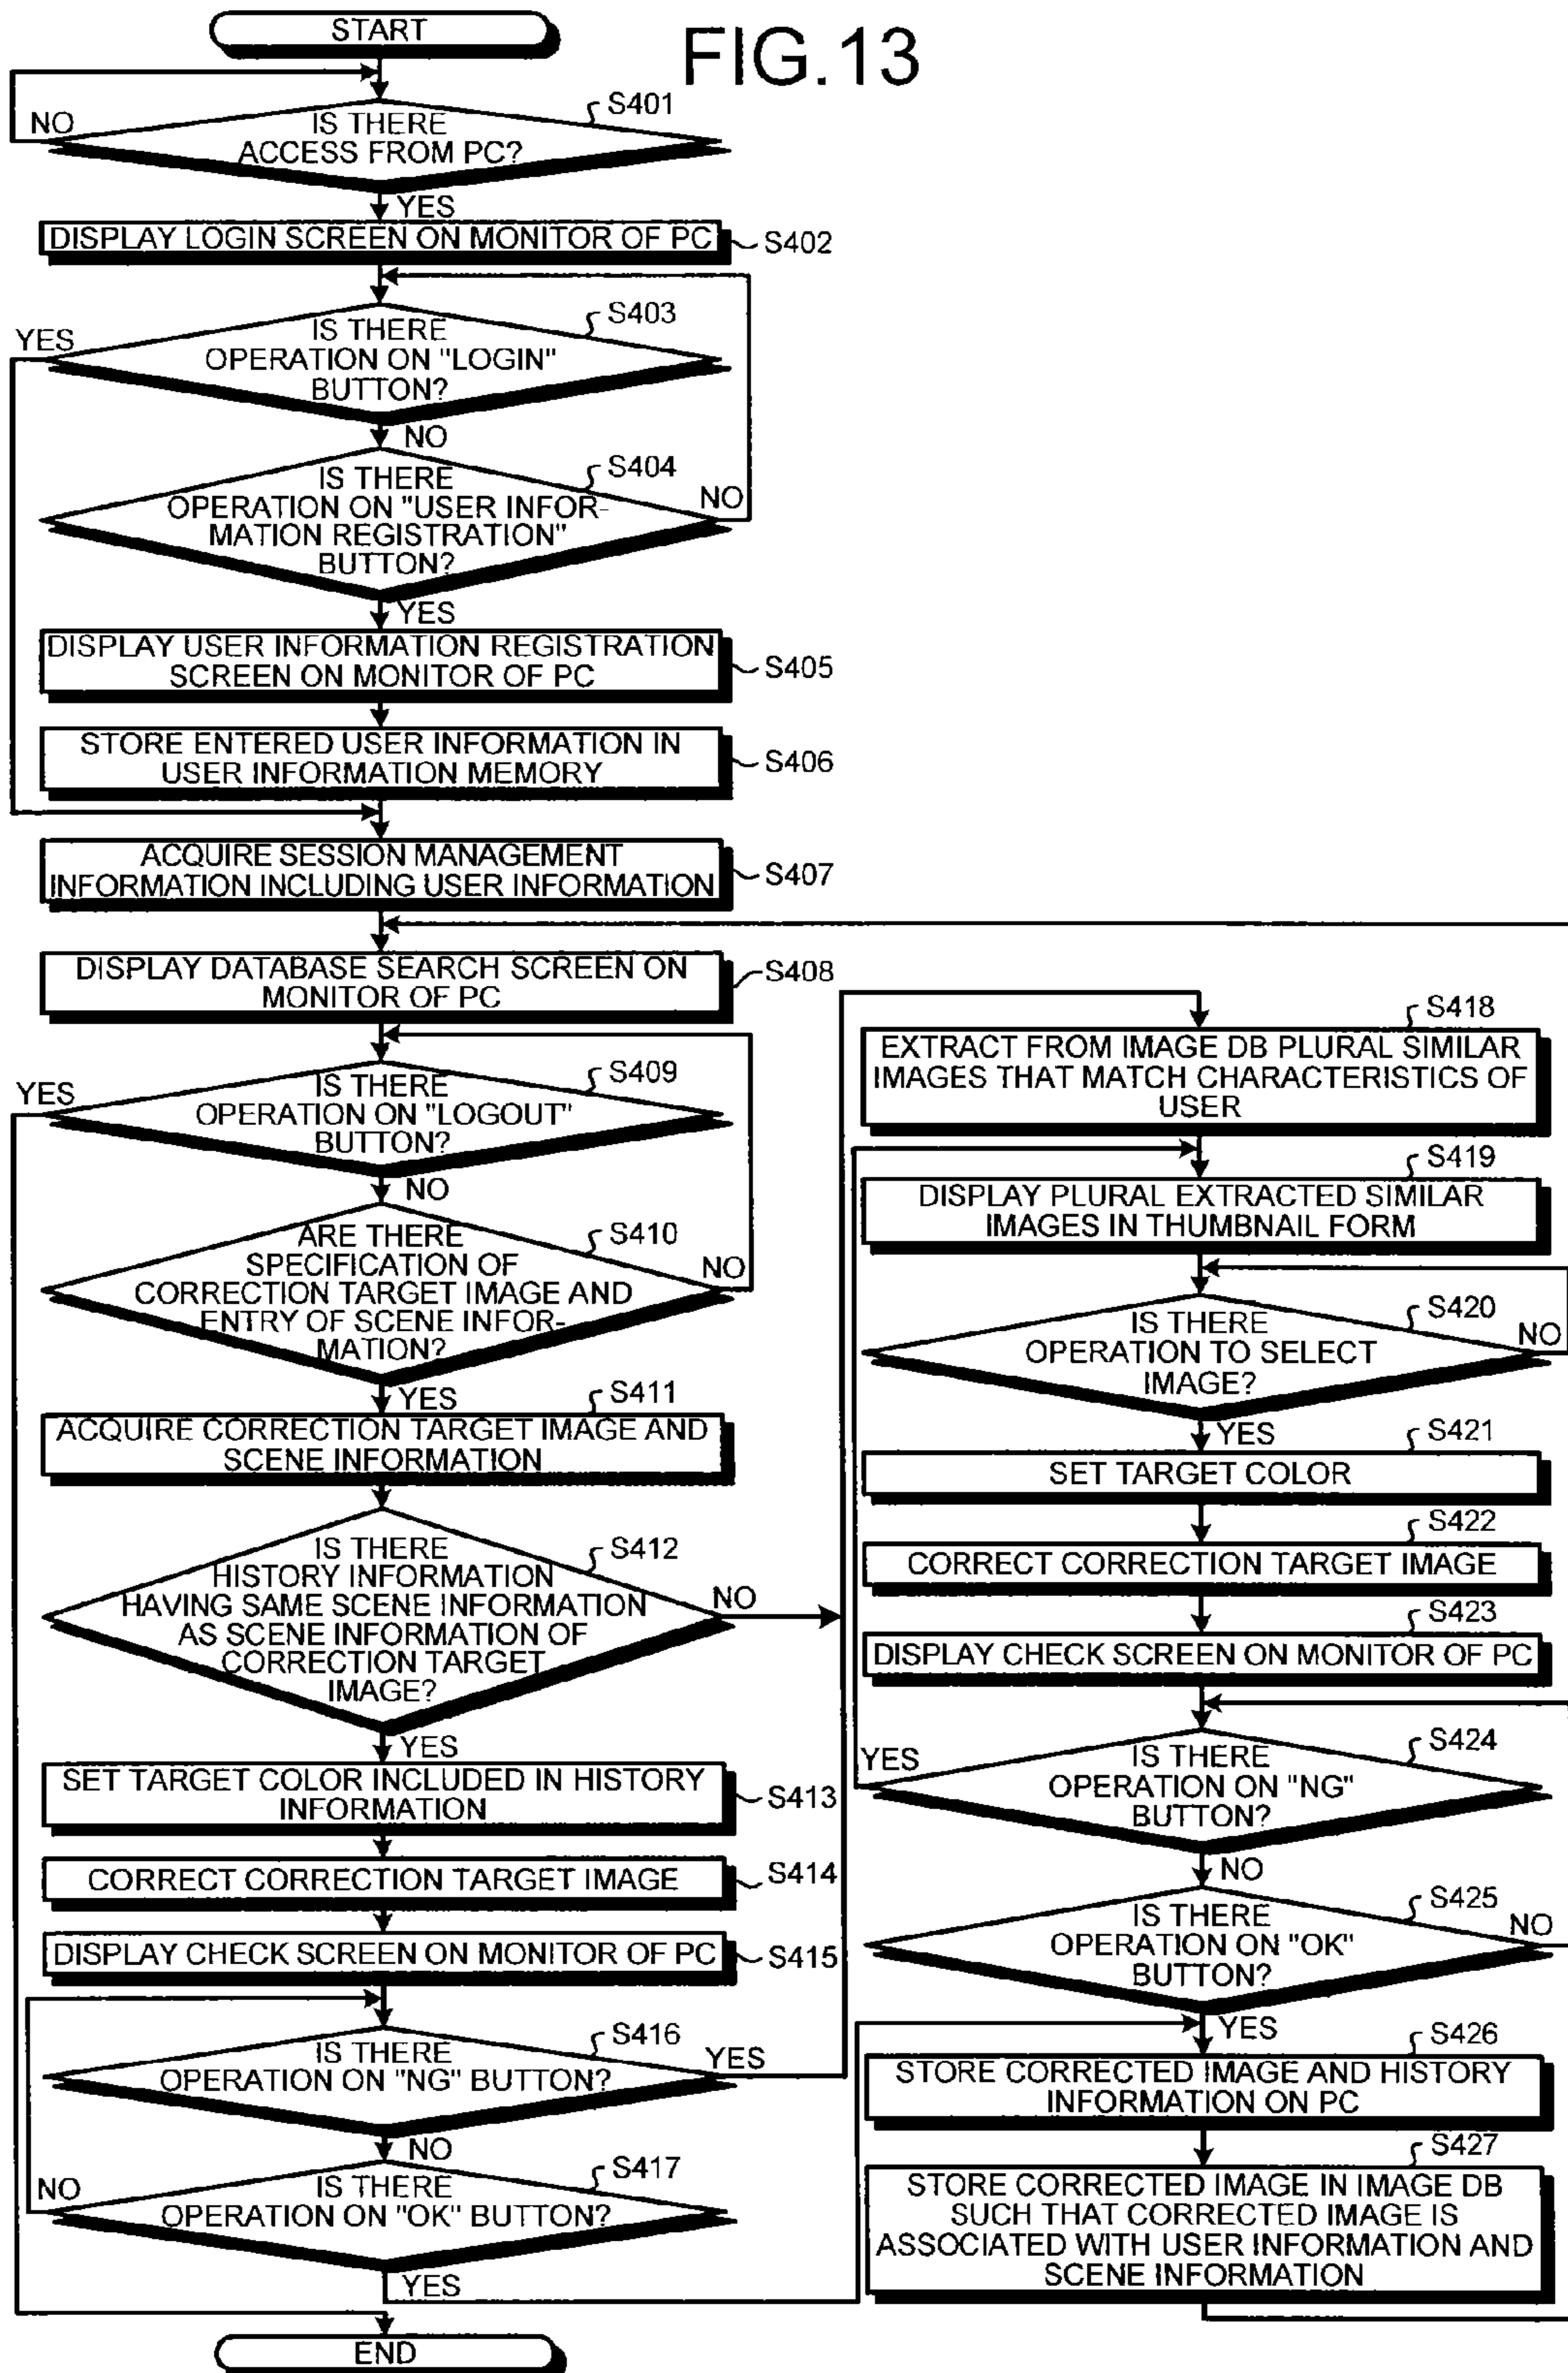 FIG.13
START
S401
IS THERE
ACCESS FROM PC?
NO
YES
DISPLAY LOGIN SCREEN ON MONITOR OF PC
S402
S403
IS THERE
OPERATION ON "LOGIN"
BUTTON?
YES
NO
S404
IS THERE
OPERATION ON "USER INFOR-
MATION REGISTRATION"
BUTTON?
NO
YES
DISPLAY USER INFORMATION REGISTRATION
SCREEN ON MONITOR OF PC
S405
STORE ENTERED USER INFORMATION IN
USER INFORMATION MEMORY
S406
ACQUIRE SESSION MANAGEMENT
INFORMATION INCLUDING USER INFORMATION
S407
DISPLAY DATABASE SEARCH SCREEN ON
MONITOR OF PC
S408
S409
IS THERE
OPERATION ON "LOGOUT"
BUTTON?
YES
NO
S410
ARE THERE
SPECIFICATION OF
CORRECTION TARGET IMAGE AND
ENTRY OF SCENE INFOR-
MATION?
NO
YES
S411
ACQUIRE CORRECTION TARGET IMAGE AND
SCENE INFORMATION
S412
IS THERE
HISTORY INFORMATION
HAVING SAME SCENE INFORMATION
AS SCENE INFORMATION OF
CORRECTION TARGET
IMAGE?
NO
YES
SET TARGET COLOR INCLUDED IN HISTORY
INFORMATION
S413
CORRECT CORRECTION TARGET IMAGE
S414
DISPLAY CHECK SCREEN ON MONITOR OF PC
S415
S416
IS THERE
OPERATION ON "NG" BUTTON?
YES
NO
S417
IS THERE
OPERATION ON "OK" BUTTON?
NO
YES
END
S418
EXTRACT FROM IMAGE DB PLURAL SIMILAR
IMAGES THAT MATCH CHARACTERISTICS OF
USER
S419
DISPLAY PLURAL EXTRACTED SIMILAR
IMAGES IN THUMBNAIL FORM
S420
IS THERE
OPERATION TO SELECT
IMAGE?
NO
YES
S421
SET TARGET COLOR
S422
CORRECT CORRECTION TARGET IMAGE
S423
DISPLAY CHECK SCREEN ON MONITOR OF PC
S424
IS THERE
OPERATION ON "NG"
BUTTON?
YES
NO
S425
IS THERE
OPERATION ON "OK"
BUTTON?
NO
YES
S426
STORE CORRECTED IMAGE AND HISTORY
INFORMATION ON PC
S427
STORE CORRECTED IMAGE IN IMAGE DB
SUCH THAT CORRECTED IMAGE IS
ASSOCIATED WITH USER INFORMATION AND
SCENE INFORMATION